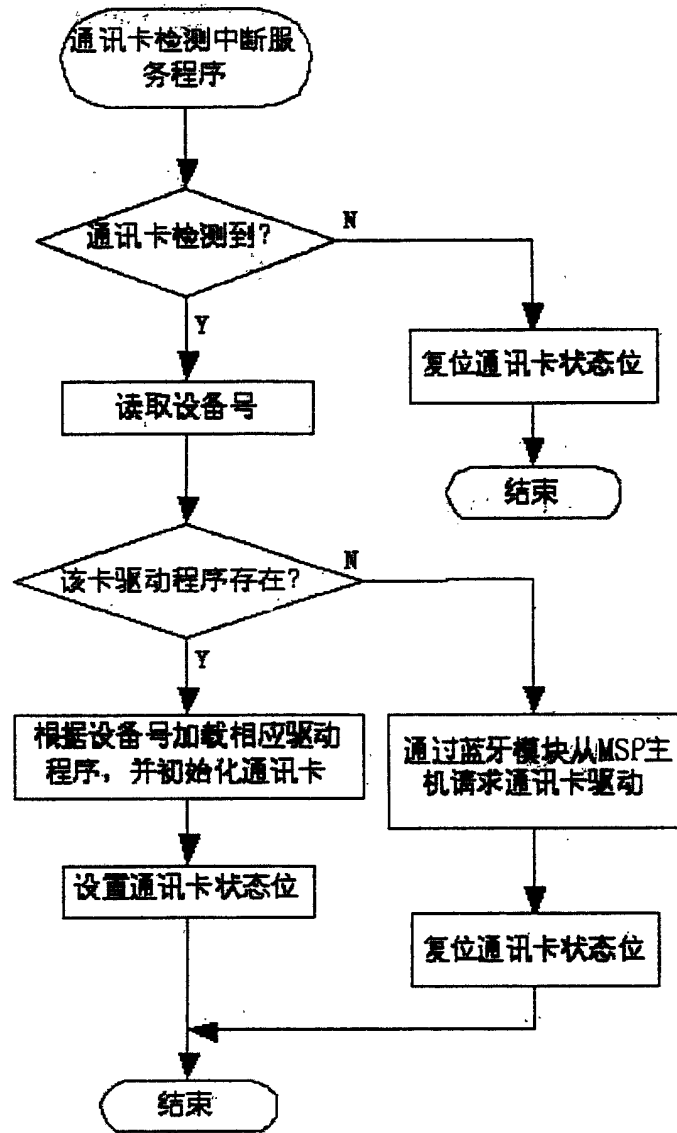 通讯卡检测中断服
务程序
通讯卡检测到?
N
Y
复位通讯卡状态位
读取设备号
结束
该卡驱动程序存在?
N
Y
根据设备号加载相应驱动
程序，并初始化通讯卡
通过蓝牙模块从MSP主
机请求通讯卡驱动
设置通讯卡状态位
复位通讯卡状态位
结束